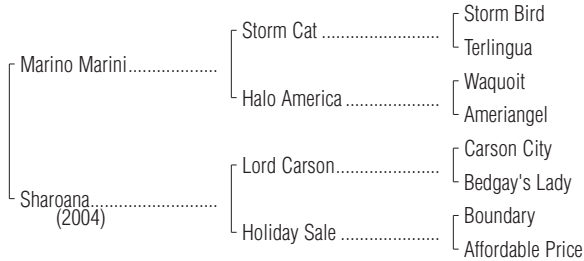 Storm Bird
Storm Cat ........................
Terlingua
Marino Marini..................
Waquoit
Halo America ...................
Ameriangel
Carson City
Lord Carson.....................
Bedgay's Lady
Sharoana..........................
(2004)
Boundary
Holiday Sale ....................
Affordable Price